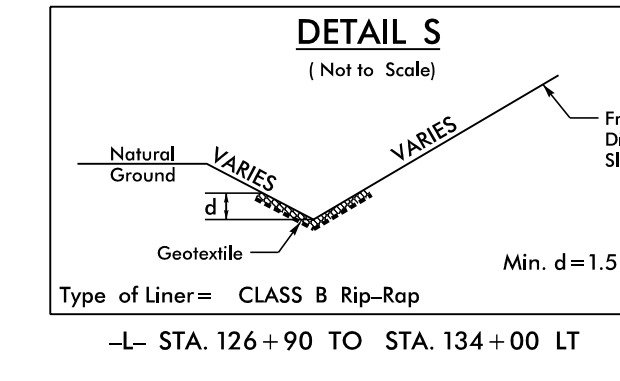 DETAIL S
( Not to Scale)
Natural
Ground
VARIES
VARIES
d
Geotextile
Min. d=1.5
Type of Liner= CLASS B Rip-Rap
-L- STA. 126+90 TO STA. 134+00 LT